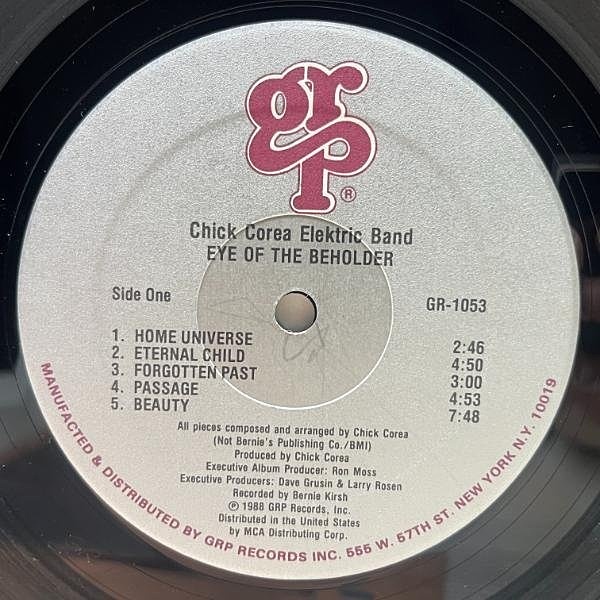 grp®
Chick Corea Elektric Band
EYE OF THE BEHOLDER
Side One GR-1053
1. HOME UNIVERSE 2:46
2. ETERNAL CHILD 4:50
3. FORGOTTEN PAST 3:00
4. PASSAGE 4:53
5. BEAUTY 7:48
All pieces composed and arranged by Chick Corea
(Not Bernie's Publishing Co./BMI)
Produced by Chick Corea
Executive Album Producer: Ron Moss
Executive Producers: Dave Grusin & Larry Rosen
Recorded by Bernie Kirsh
℗ 1988 GRP Records, Inc.
Distributed in the United States
by MCA Distributing Corp.
MANUFACTED & DISTRIBUTED BY GRP RECORDS INC. 555 W. 57TH ST. NEW YORK N.Y. 10019